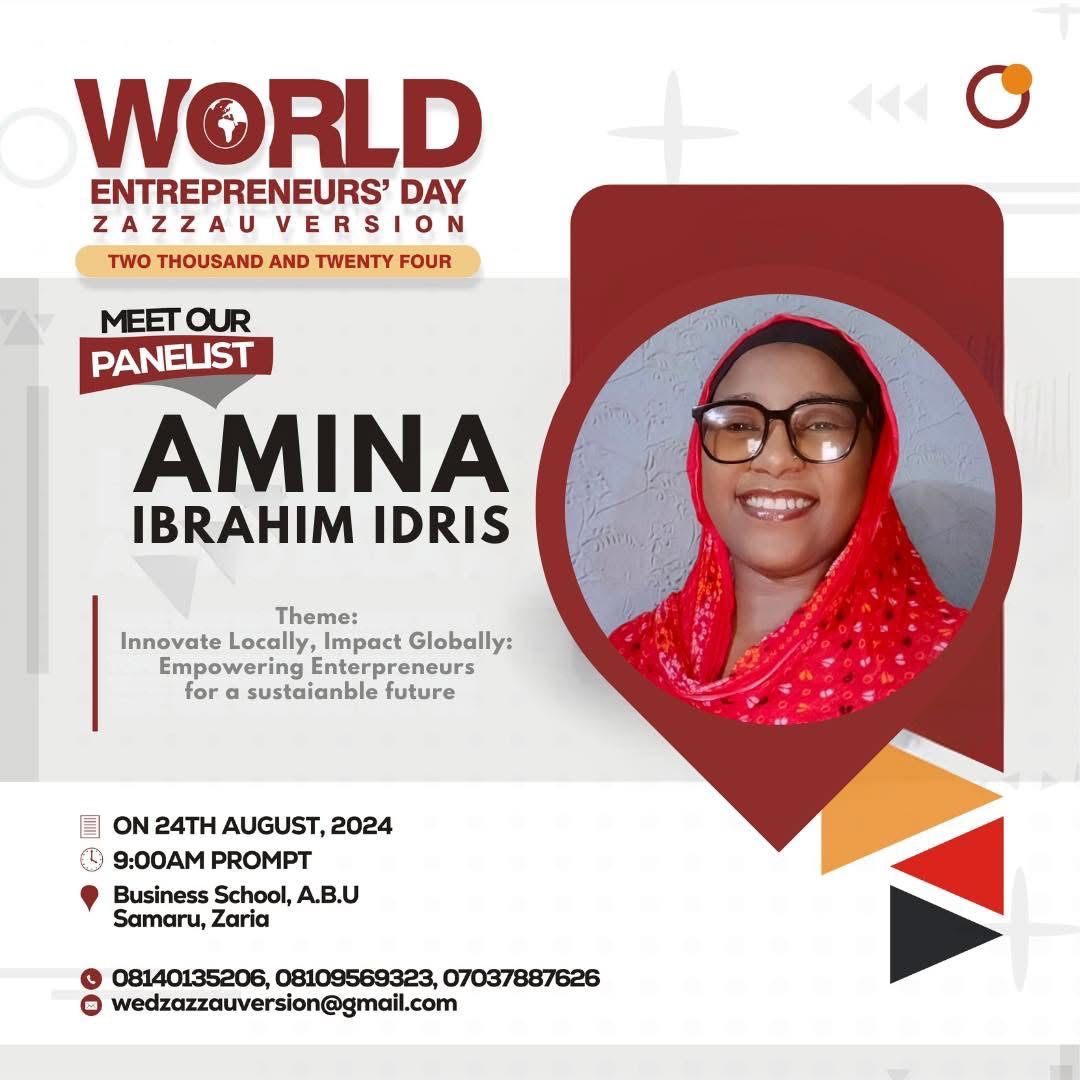 WORLD
ENTREPRENEURS' DAY
ZAZZAU VERSION
TWO THOUSAND AND TWENTY FOUR
MEET OUR
PANELIST
AMINA
IBRAHIM IDRIS
Theme:
Innovate Locally, Impact Globally:
Empowering Enterpreneurs
for a sustaianble future
ON 24TH AUGUST, 2024
9:00AM PROMPT
Business School, A.B.U
Samaru, Zaria
08140135206, 08109569323, 07037887626
wedzazzauversion@gmail.com